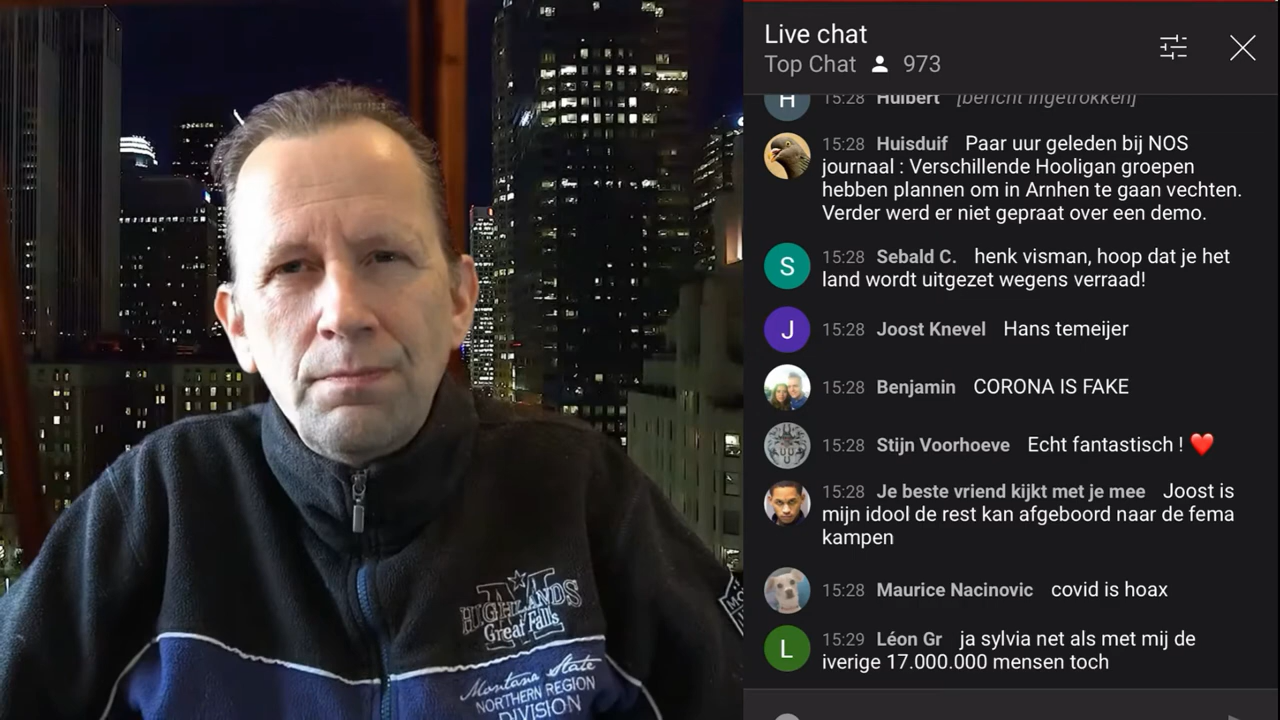 Live chat
Top Chat 973
15:28 Huibert [bericht ingetrokken]
15:28 Huisduif Paar uur geleden bij NOS
journaal : Verschillende Hooligan groepen
hebben plannen om in Arnhen te gaan vechten.
Verder werd er niet gepraat over een demo.
S 15:28 Sebald C. henk visman, hoop dat je het
land wordt uitgezet wegens verraad!
J 15:28 Joost Knevel Hans temeijer
15:28 Benjamin CORONA IS FAKE
15:28 Stijn Voorhoeve Echt fantastisch ! ❤️
15:28 Je beste vriend kijkt met je mee Joost is
mijn idool de rest kan afgeboord naar de fema
kampen
15:28 Maurice Nacinovic covid is hoax
L 15:29 Léon Gr ja sylvia net als met mij de
iverige 17.000.000 mensen toch
M
HIGHLANDS
Great Falls
Montana State
NORTHERN REGION
DIVISION